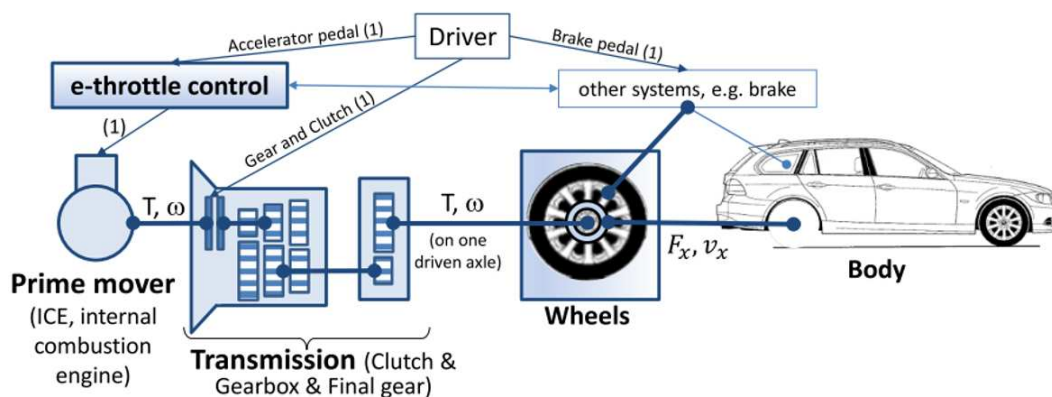 Accelerator pedal (1)
Driver
Brake pedal (1)
e-throttle control
other systems, e.g. brake
(1)
Gear and Clutch (1)
T, ω
T, ω
(on one
driven axle)
F_x, v_x
Prime mover
(ICE, internal
combustion
engine)
Transmission (Clutch &
Gearbox & Final gear)
Wheels
Body